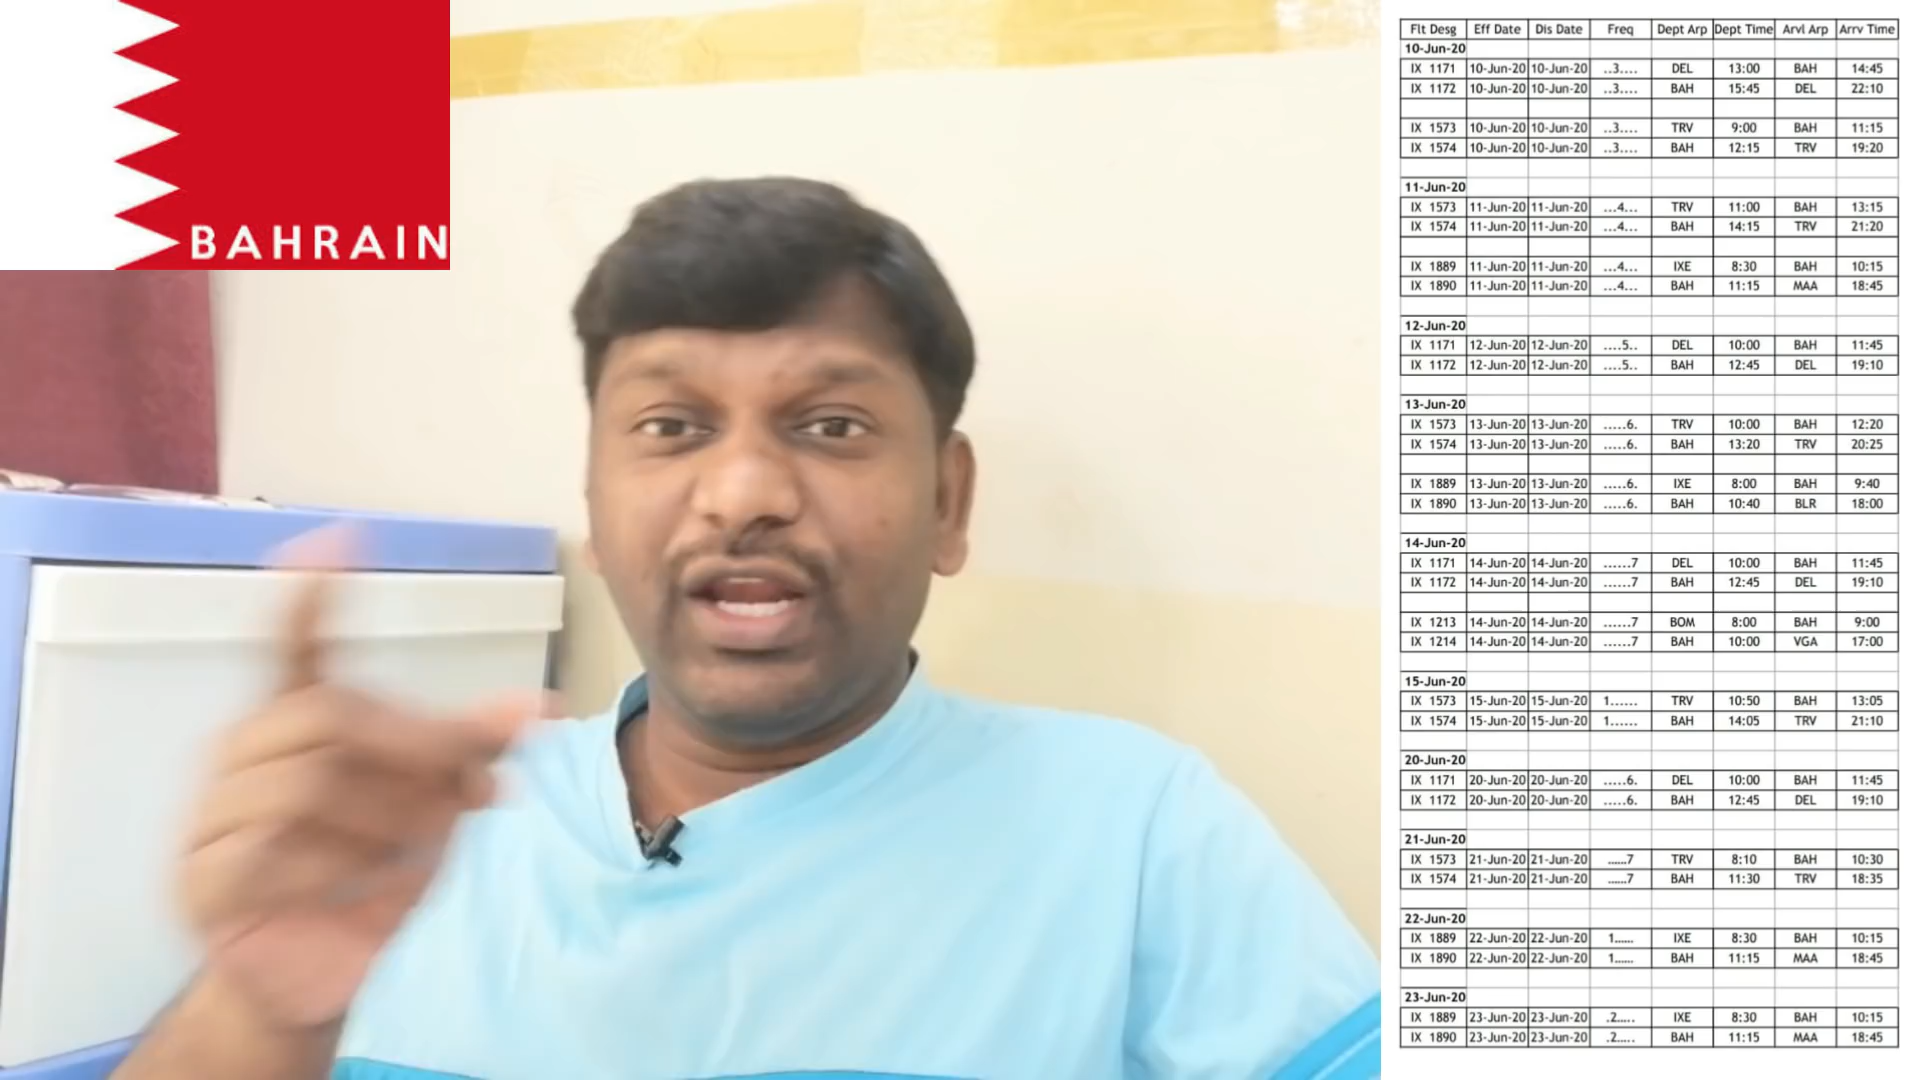 BAHRAIN
Flt Desg Eff Date Dis Date Freq Dept Arp Dept Time Arvl Arp Arrv Time
10-Jun-20
IX 1171 10-Jun-20 10-Jun-20 ..3.... DEL 13:00 BAH 14:45
IX 1172 10-Jun-20 10-Jun-20 ..3.... BAH 15:45 DEL 22:10
IX 1573 10-Jun-20 10-Jun-20 ..3.... TRV 9:00 BAH 11:15
IX 1574 10-Jun-20 10-Jun-20 ..3.... BAH 12:15 TRV 19:20
11-Jun-20
IX 1573 11-Jun-20 11-Jun-20 ...4... TRV 11:00 BAH 13:15
IX 1574 11-Jun-20 11-Jun-20 ...4... BAH 14:15 TRV 21:20
IX 1889 11-Jun-20 11-Jun-20 ...4... IXE 8:30 BAH 10:15
IX 1890 11-Jun-20 11-Jun-20 ...4... BAH 11:15 MAA 18:45
12-Jun-20
IX 1171 12-Jun-20 12-Jun-20 ....5.. DEL 10:00 BAH 11:45
IX 1172 12-Jun-20 12-Jun-20 ....5.. BAH 12:45 DEL 19:10
13-Jun-20
IX 1573 13-Jun-20 13-Jun-20 .....6. TRV 10:00 BAH 12:20
IX 1574 13-Jun-20 13-Jun-20 .....6. BAH 13:20 TRV 20:25
IX 1889 13-Jun-20 13-Jun-20 .....6. IXE 8:00 BAH 9:40
IX 1890 13-Jun-20 13-Jun-20 .....6. BAH 10:40 BLR 18:00
14-Jun-20
IX 1171 14-Jun-20 14-Jun-20 ......7 DEL 10:00 BAH 11:45
IX 1172 14-Jun-20 14-Jun-20 ......7 BAH 12:45 DEL 19:10
IX 1213 14-Jun-20 14-Jun-20 ......7 BOM 8:00 BAH 9:00
IX 1214 14-Jun-20 14-Jun-20 ......7 BAH 10:00 VGA 17:00
15-Jun-20
IX 1573 15-Jun-20 15-Jun-20 1...... TRV 10:50 BAH 13:05
IX 1574 15-Jun-20 15-Jun-20 1...... BAH 14:05 TRV 21:10
20-Jun-20
IX 1171 20-Jun-20 20-Jun-20 .....6. DEL 10:00 BAH 11:45
IX 1172 20-Jun-20 20-Jun-20 .....6. BAH 12:45 DEL 19:10
21-Jun-20
IX 1573 21-Jun-20 21-Jun-20 ......7 TRV 8:10 BAH 10:30
IX 1574 21-Jun-20 21-Jun-20 ......7 BAH 11:30 TRV 18:35
22-Jun-20
IX 1889 22-Jun-20 22-Jun-20 1...... IXE 8:30 BAH 10:15
IX 1890 22-Jun-20 22-Jun-20 1...... BAH 11:15 MAA 18:45
23-Jun-20
IX 1889 23-Jun-20 23-Jun-20 .2..... IXE 8:30 BAH 10:15
IX 1890 23-Jun-20 23-Jun-20 .2..... BAH 11:15 MAA 18:45